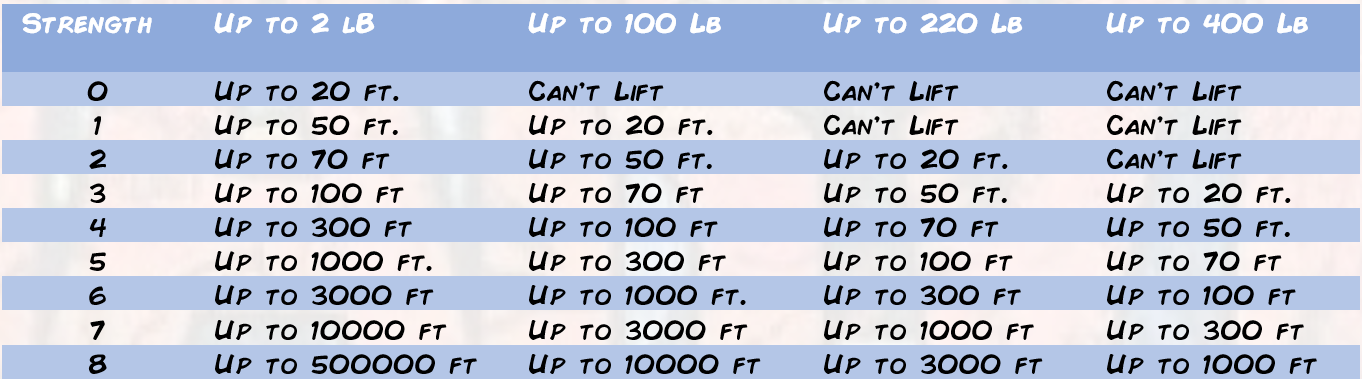 Strength Up to 2 lB Up to 100 Lb Up to 220 Lb Up to 400 Lb
0 Up to 20 ft. Can't Lift Can't Lift Can't Lift
1 Up to 50 ft. Up to 20 ft. Can't Lift Can't Lift
2 Up to 70 ft Up to 50 ft. Up to 20 ft. Can't Lift
3 Up to 100 ft Up to 70 ft Up to 50 ft. Up to 20 ft.
4 Up to 300 ft Up to 100 ft Up to 70 ft Up to 50 ft.
5 Up to 1000 ft. Up to 300 ft Up to 100 ft Up to 70 ft
6 Up to 3000 ft Up to 1000 ft. Up to 300 ft Up to 100 ft
7 Up to 10000 ft Up to 3000 ft Up to 1000 ft Up to 300 ft
8 Up to 500000 ft Up to 10000 ft Up to 3000 ft Up to 1000 ft